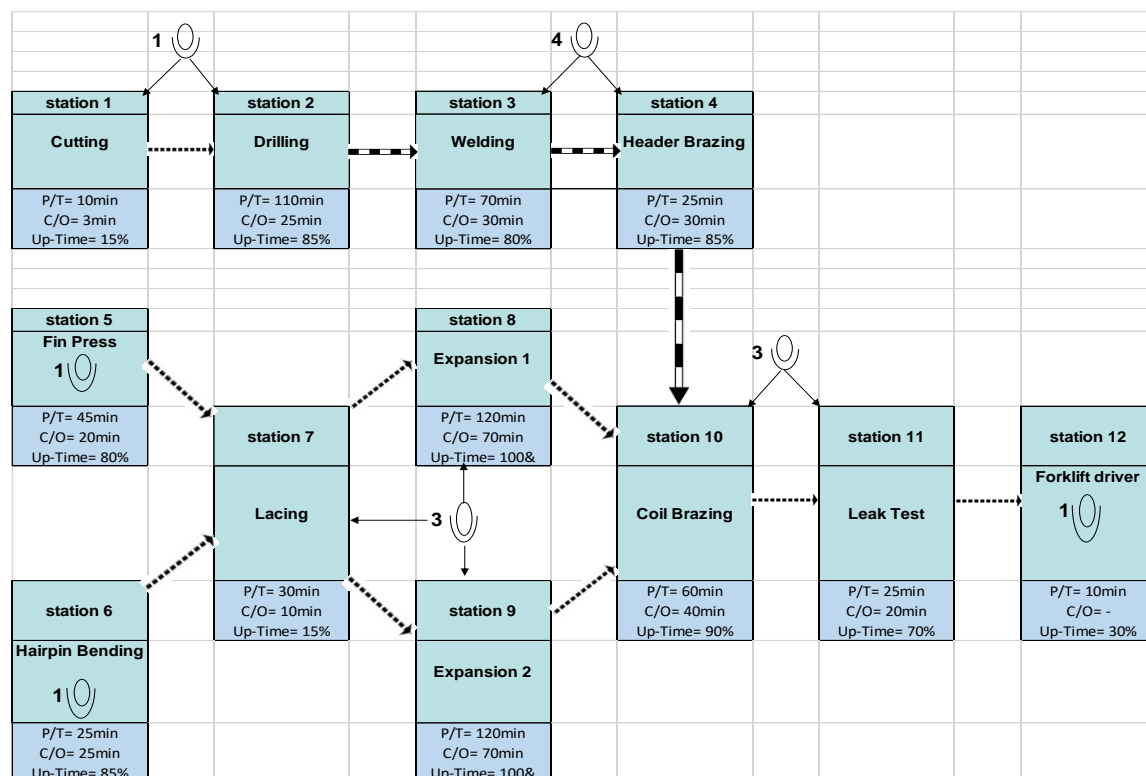 1
4
station 1
Cutting
P/T= 10min
C/O= 3min
Up-Time= 15%
station 2
Drilling
P/T= 110min
C/O= 25min
Up-Time= 85%
station 3
Welding
P/T= 70min
C/O= 30min
Up-Time= 80%
station 4
Header Brazing
P/T= 25min
C/O= 30min
Up-Time= 85%
station 5
Fin Press
1
P/T= 45min
C/O= 20min
Up-Time= 80%
station 6
Hairpin Bending
1
P/T= 25min
C/O= 25min
Up-Time= 85%
station 7
Lacing
P/T= 30min
C/O= 10min
Up-Time= 15%
station 8
Expansion 1
P/T= 120min
C/O= 70min
Up-Time= 100&
3
station 9
Expansion 2
P/T= 120min
C/O= 70min
Up-Time= 100&
3
station 10
Coil Brazing
P/T= 60min
C/O= 40min
Up-Time= 90%
station 11
Leak Test
P/T= 25min
C/O= 20min
Up-Time= 70%
station 12
Forklift driver
1
P/T= 10min
C/O= -
Up-Time= 30%